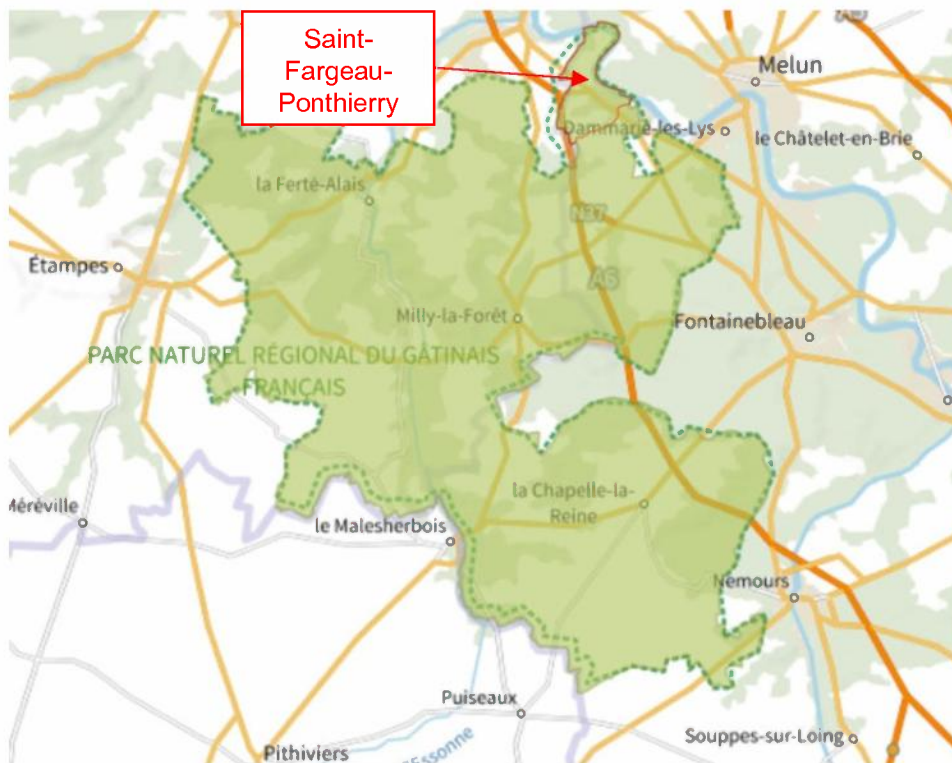 Saint-
Fargeau-
Ponthierry
Melun
Dammarie-les-Lys
le Châtelet-en-Brie
la Ferté-Alais
N37
Étampes
A6
Milly-la-Forêt
Fontainebleau
PARC NATUREL RÉGIONAL DU GÂTINAIS
FRANÇAIS
la Chapelle-la-
Reine
Méréville
le Malesherbois
Nemours
Puiseaux
Souppes-sur-Loing
Pithiviers
l'Essonne